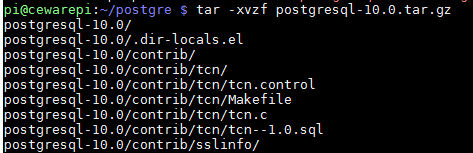 pi@cewarepi:~/postgre $ tar -xvzf postgresql-10.0.tar.gz
postgresql-10.0/
postgresql-10.0/.dir-locals.el
postgresql-10.0/contrib/
postgresql-10.0/contrib/tcn/
postgresql-10.0/contrib/tcn/tcn.control
postgresql-10.0/contrib/tcn/Makefile
postgresql-10.0/contrib/tcn/tcn.c
postgresql-10.0/contrib/tcn/tcn--1.0.sql
postgresql-10.0/contrib/sslinfo/